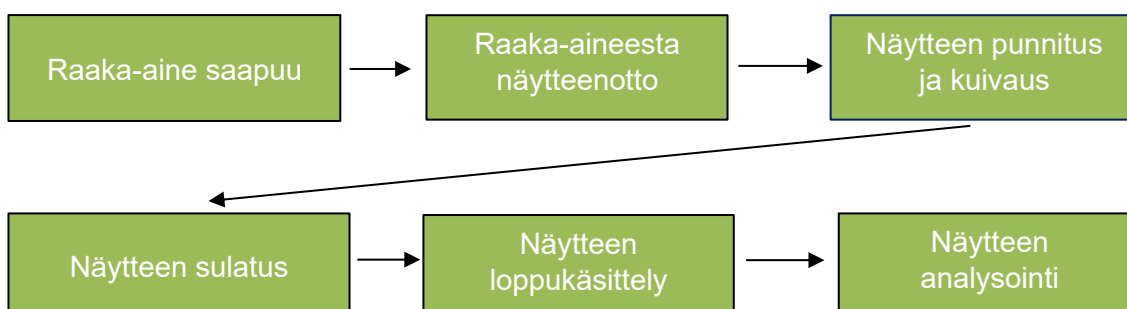 Raaka-aine saapuu
Raaka-aineesta
näytteenotto
Näytteen punnitus
ja kuivaus
Näytteen sulatus
Näytteen
loppukäsittely
Näytteen
analysointi